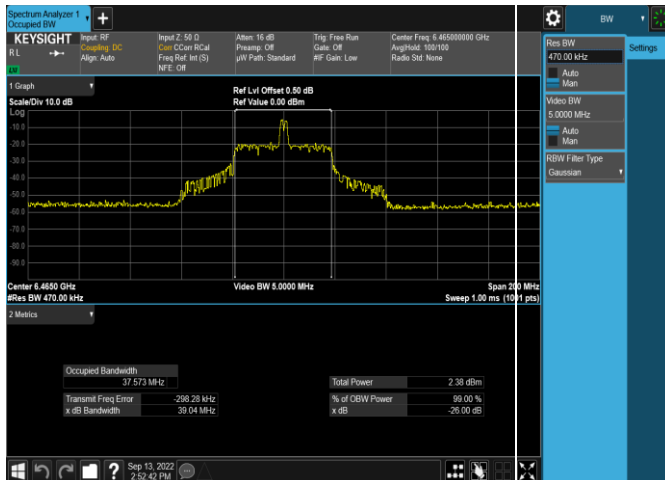 Spectrum Analyzer 1
Occupied BW
+
BW
KEYSIGHT
Input: RF
Input Z: 50 Ω
Atten: 16 dB
Trig: Free Run
Center Freq: 6.465000000 GHz
R L
Coupling: DC
Corr CCorr RCal
Preamp: Off
Gate: Off
Avg|Hold: 100/100
Align: Auto
Freq Ref: Int (S)
µW Path: Standard
#IF Gain: Low
Radio Std: None
NFE: Off
Res BW
470.00 kHz
Auto
Man
Settings
Video BW
5.0000 MHz
Auto
Man
RBW Filter Type
Gaussian
1 Graph
Scale/Div 10.0 dB
Ref Lvl Offset 0.50 dB
Ref Value 0.00 dBm
Log
-10.0
-20.0
-30.0
-40.0
-50.0
-60.0
-70.0
-80.0
-90.0
Center 6.4650 GHz
Video BW 5.0000 MHz
Span 200 MHz
#Res BW 470.00 kHz
Sweep 1.00 ms (1001 pts)
2 Metrics
Occupied Bandwidth
37.573 MHz
Total Power 2.38 dBm
Transmit Freq Error -298.28 kHz
% of OBW Power 99.00 %
x dB Bandwidth 39.04 MHz
x dB -26.00 dB
?
Sep 13, 2022
2:52:42 PM